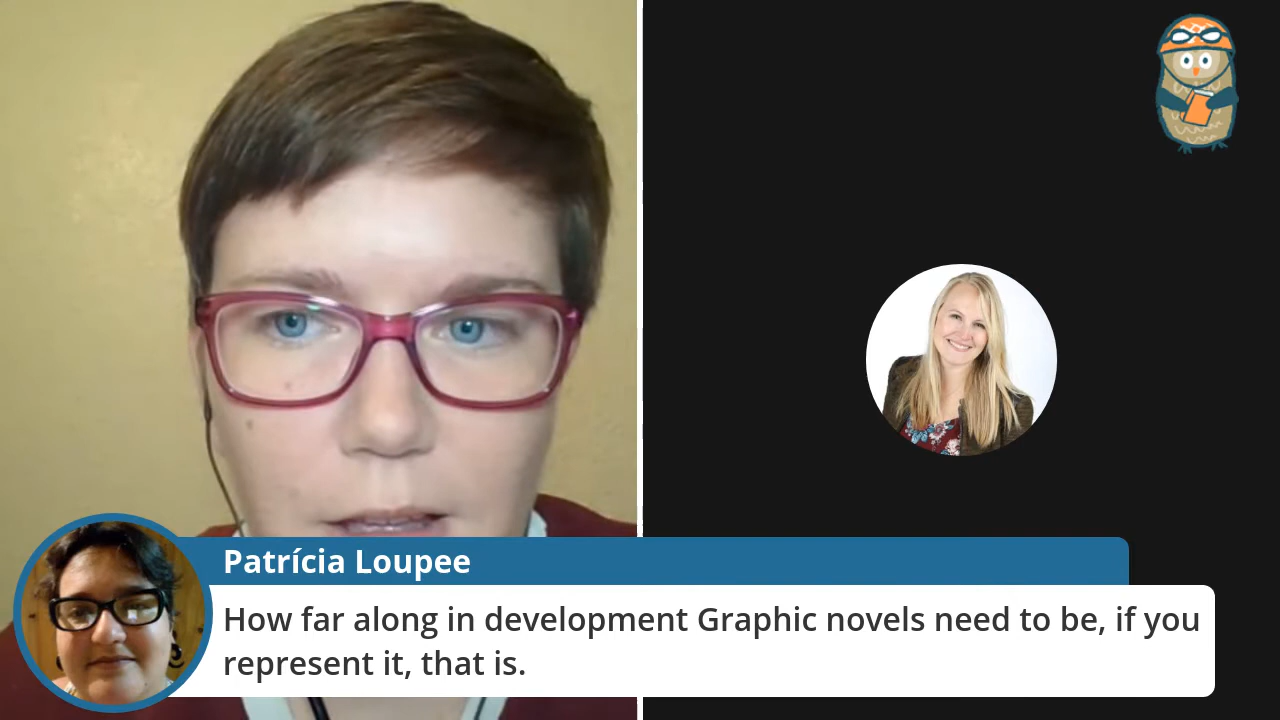 Patrícia Loupee
How far along in development Graphic novels need to be, if you
represent it, that is.